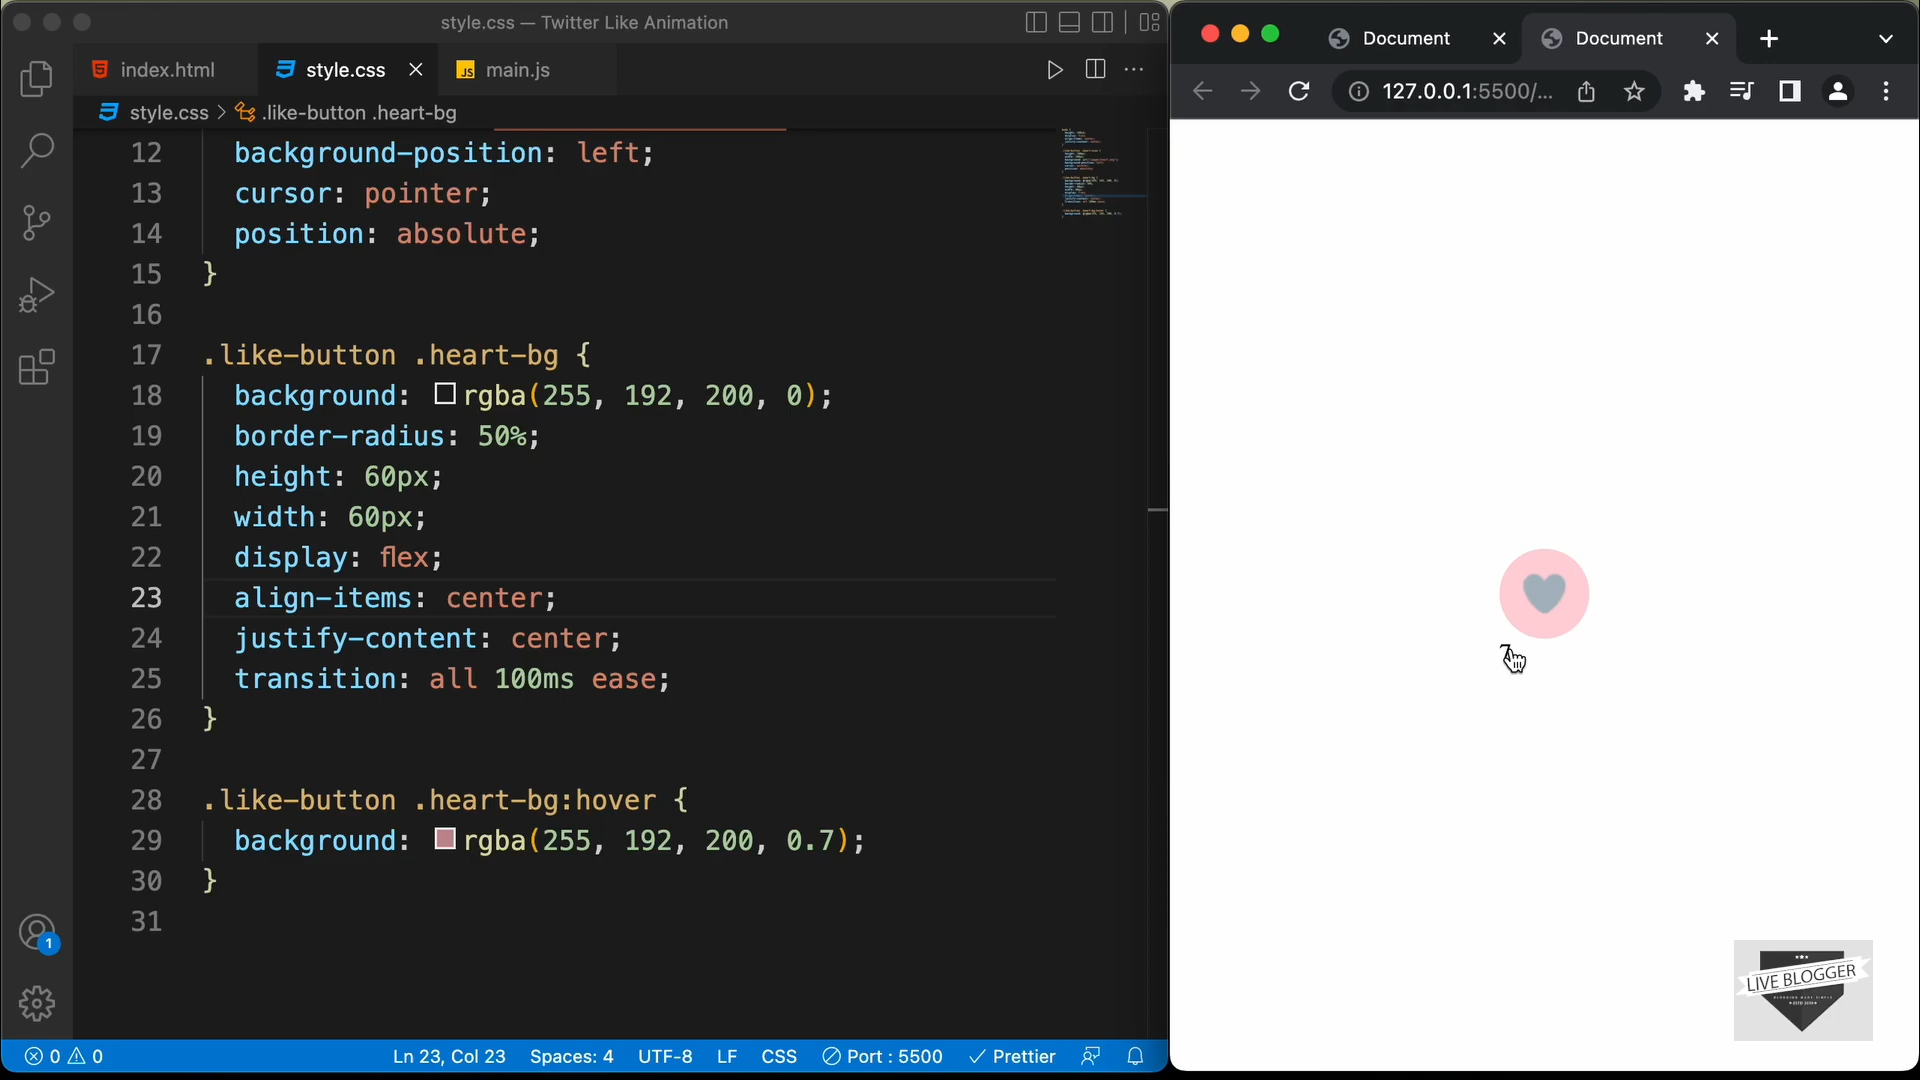 style.css — Twitter Like Animation
index.html
style.css
JS main.js
style.css > .like-button .heart-bg
12 background-position: left;
13 cursor: pointer;
14 position: absolute;
15 }
16
17 .like-button .heart-bg {
18 background: rgba(255, 192, 200, 0);
19 border-radius: 50%;
20 height: 60px;
21 width: 60px;
22 display: flex;
23 align-items: center;
24 justify-content: center;
25 transition: all 100ms ease;
26 }
27
28 .like-button .heart-bg:hover {
29 background: rgba(255, 192, 200, 0.7);
30 }
31
1
0 0 Ln 23, Col 23 Spaces: 4 UTF-8 LF CSS Port : 5500 Prettier
Document
Document
127.0.0.1:5500/...
LIVE BLOGGER